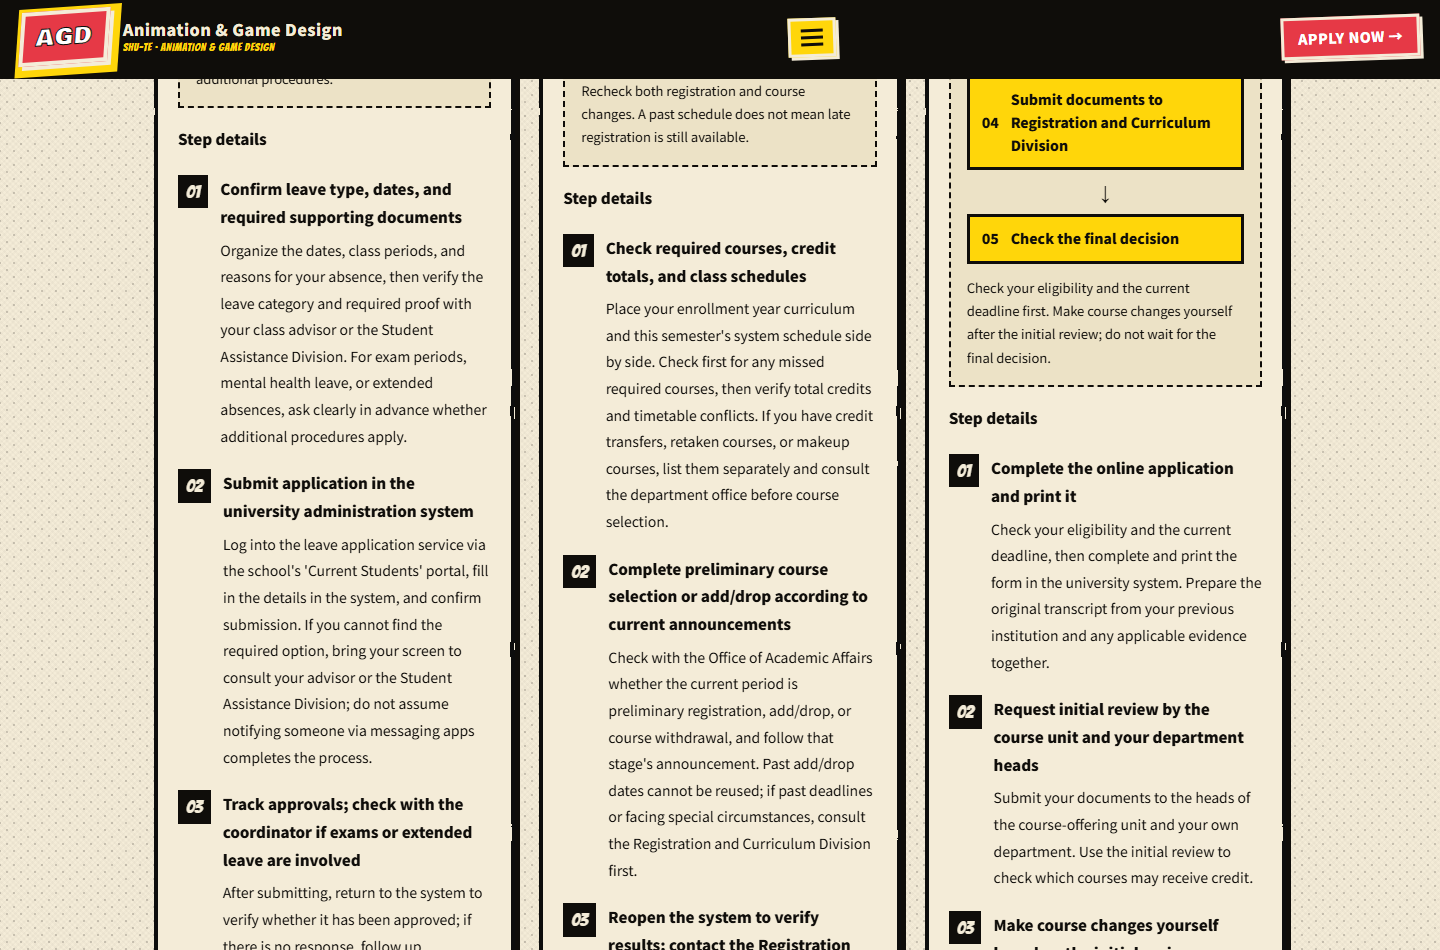 AGD
Animation & Game Design
SHU-TE · ANIMATION & GAME DESIGN
APPLY NOW →
additional procedures.
Step details
01
Confirm leave type, dates, and
required supporting documents
Organize the dates, class periods, and
reasons for your absence, then verify the
leave category and required proof with
your class advisor or the Student
Assistance Division. For exam periods,
mental health leave, or extended
absences, ask clearly in advance whether
additional procedures apply.
02
Submit application in the
university administration system
Log into the leave application service via
the school's 'Current Students' portal, fill
in the details in the system, and confirm
submission. If you cannot find the
required option, bring your screen to
consult your advisor or the Student
Assistance Division; do not assume
notifying someone via messaging apps
completes the process.
03
Track approvals; check with the
coordinator if exams or extended
leave are involved
After submitting, return to the system to
verify whether it has been approved; if
there is no response, follow up
Recheck both registration and course
changes. A past schedule does not mean late
registration is still available.
Step details
01
Check required courses, credit
totals, and class schedules
Place your enrollment year curriculum
and this semester's system schedule side
by side. Check first for any missed
required courses, then verify total credits
and timetable conflicts. If you have credit
transfers, retaken courses, or makeup
courses, list them separately and consult
the department office before course
selection.
02
Complete preliminary course
selection or add/drop according to
current announcements
Check with the Office of Academic Affairs
whether the current period is
preliminary registration, add/drop, or
course withdrawal, and follow that
stage's announcement. Past add/drop
dates cannot be reused; if past deadlines
or facing special circumstances, consult
the Registration and Curriculum Division
first.
03
Reopen the system to verify
results; contact the Registration
04
Submit documents to
Registration and Curriculum
Division
↓
05
Check the final decision
Check your eligibility and the current
deadline first. Make course changes yourself
after the initial review; do not wait for the
final decision.
Step details
01
Complete the online application
and print it
Check your eligibility and the current
deadline, then complete and print the
form in the university system. Prepare the
original transcript from your previous
institution and any applicable evidence
together.
02
Request initial review by the
course unit and your department
heads
Submit your documents to the heads of
the course-offering unit and your own
department. Use the initial review to
check which courses may receive credit.
03
Make course changes yourself